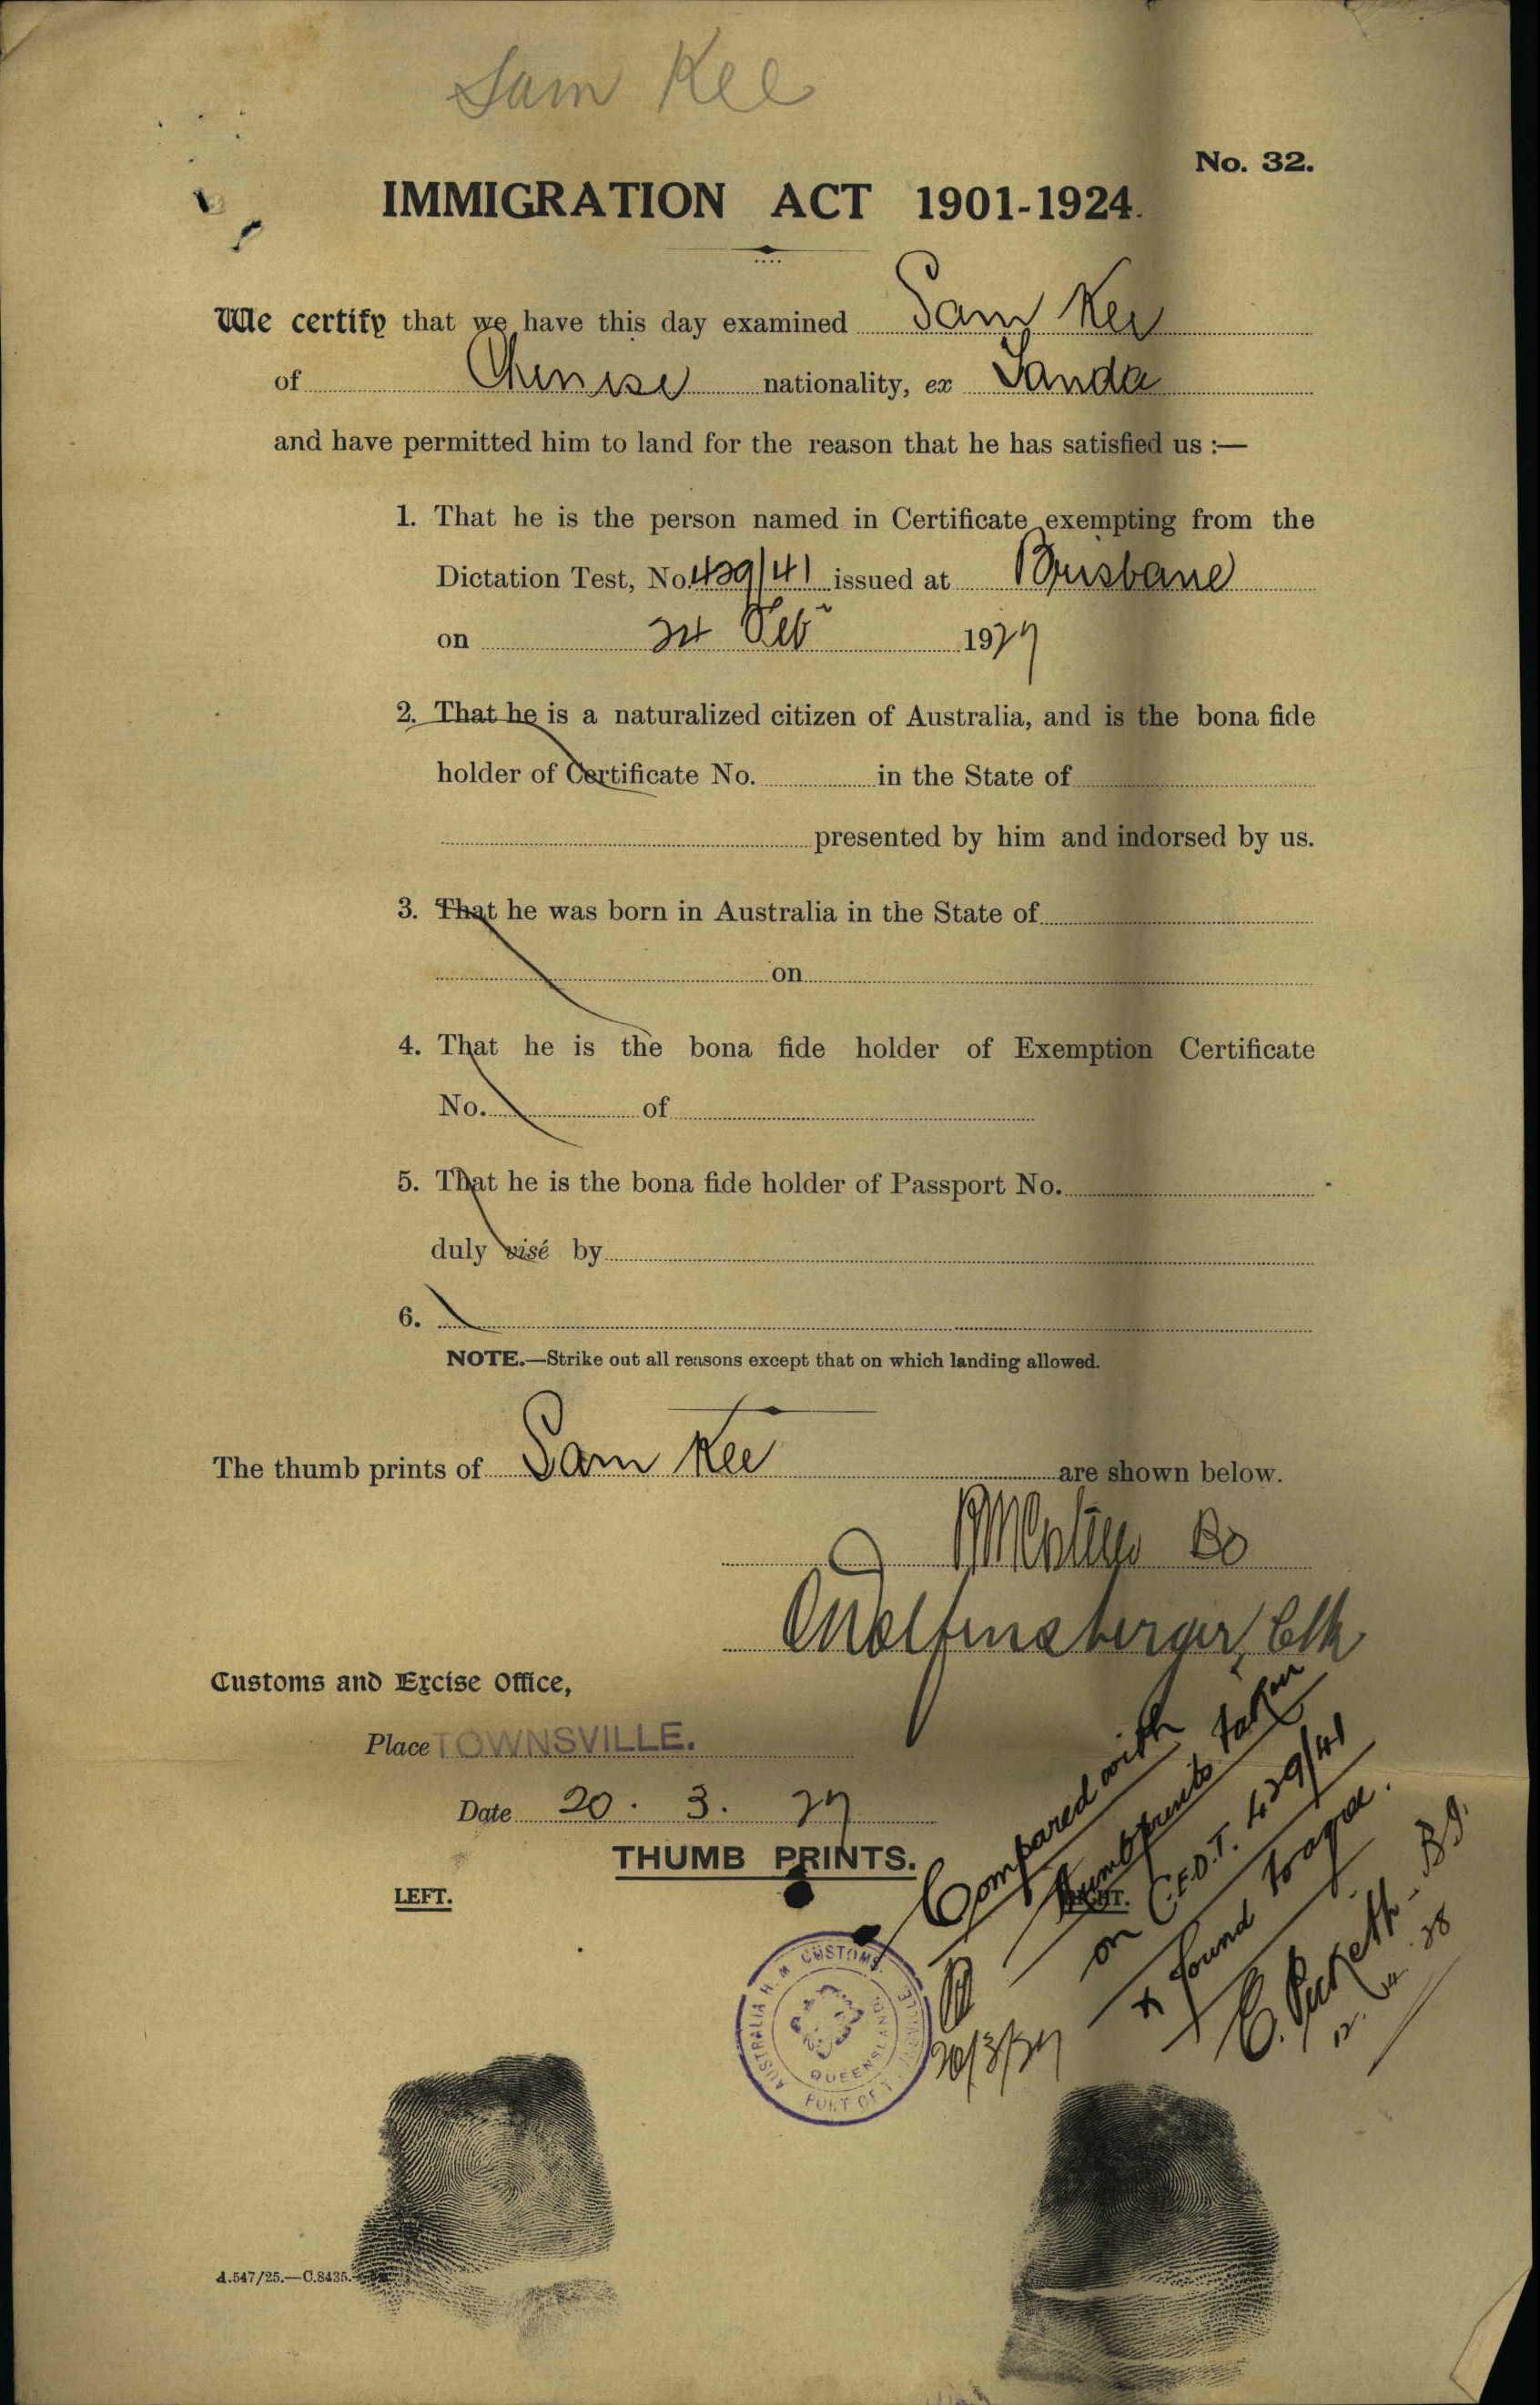 Sam Kee
No. 32.
IMMIGRATION ACT 1901-1924.
We certify that we have this day examined Sam Kee
of Chinese nationality, ex Tanda
and have permitted him to land for the reason that he has satisfied us :—
1. That he is the person named in Certificate exempting from the
Dictation Test, No. 429/41 issued at Brisbane
on 24 Feb 1927
2. That he is a naturalized citizen of Australia, and is the bona fide
holder of Certificate No. in the State of
presented by him and indorsed by us.
3. That he was born in Australia in the State of
on
4. That he is the bona fide holder of Exemption Certificate
No. of
5. That he is the bona fide holder of Passport No.
duly visé by
6.
NOTE.—Strike out all reasons except that on which landing allowed.
The thumb prints of Sam Kee are shown below.
BO
Wolfensberger, Clk
Customs and Excise Office,
Place TOWNSVILLE.
Date 20. 3. 27
THUMB PRINTS.
LEFT.
RIGHT.
Compared with
thumbprints taken
on C.E.D.T. 429/41
& found to agree.
12. 4. 28
20/3/27
AUSTRALIA H. M. CUSTOMS
QUEENSLAND
PORT OF
A.547/25.—C.8435.